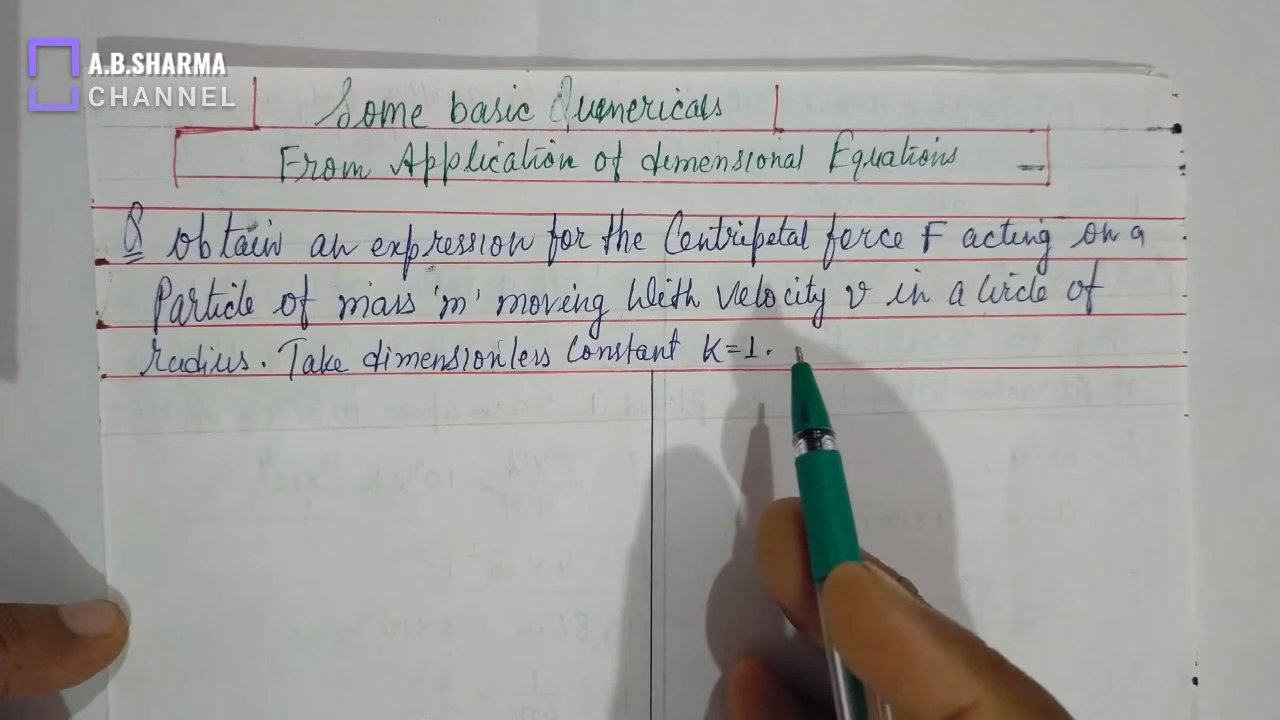 A.B.SHARMA
CHANNEL
Some basic Numericals
From Application of dimensional Equations
Q obtain an expression for the Centripetal force F acting on a
Particle of mass 'm' moving With velocity v in a Circle of
radius. Take dimensionless Constant K=1.